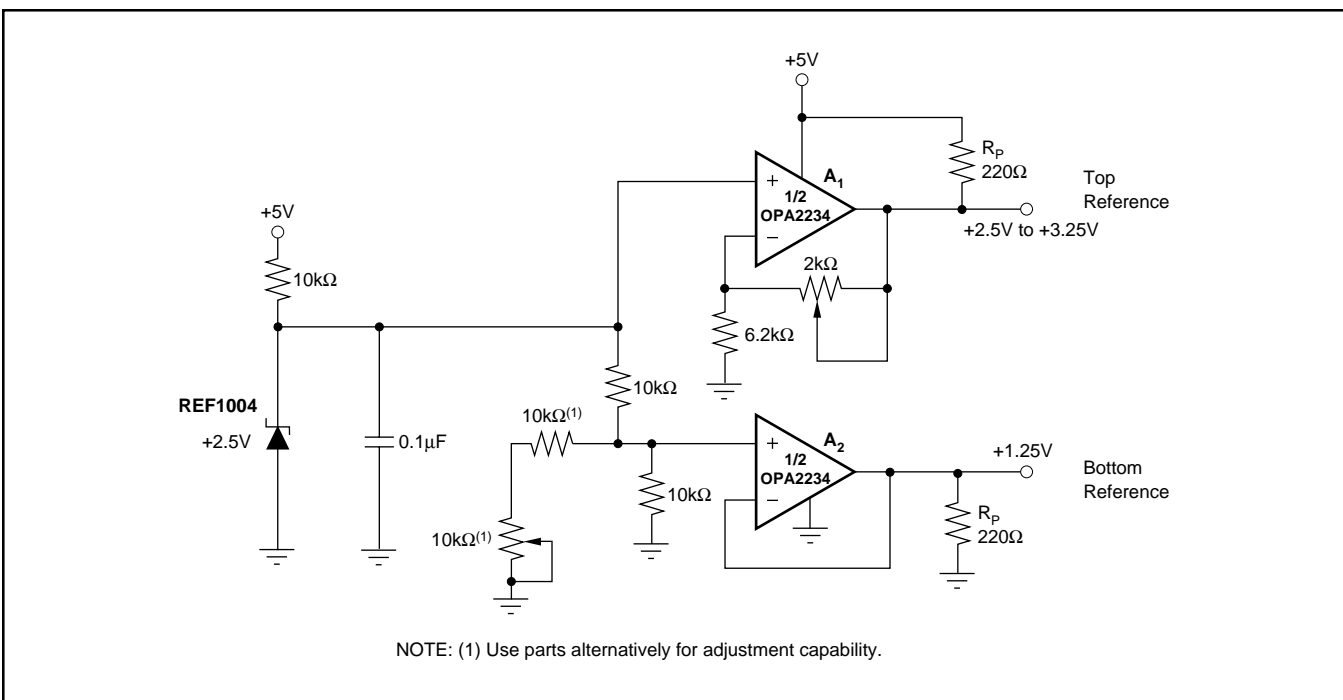 +5V
R_P
220Ω
Top
Reference
+2.5V to +3.25V
A₁
+
1/2
OPA2234
−
2kΩ
6.2kΩ
+5V
10kΩ
REF1004
+2.5V
0.1µF
10kΩ
10kΩ⁽¹⁾
10kΩ⁽¹⁾
10kΩ
A₂
+
1/2
OPA2234
−
+1.25V
Bottom
Reference
R_P
220Ω
NOTE: (1) Use parts alternatively for adjustment capability.